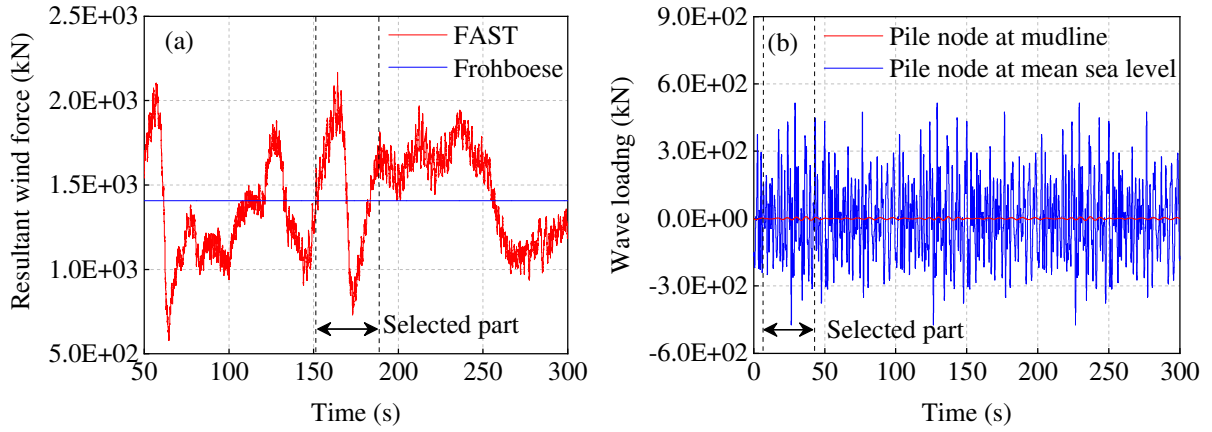 (a)
FAST
Frohboese
Resultant wind force (kN)
2.5E+03
2.0E+03
1.5E+03
1.0E+03
5.0E+02
Selected part
50 100 150 200 250 300
Time (s)
(b)
Pile node at mudline
Pile node at mean sea level
Wave loadng (kN)
9.0E+02
6.0E+02
3.0E+02
0.0E+00
-3.0E+02
-6.0E+02
Selected part
0 50 100 150 200 250 300
Time (s)